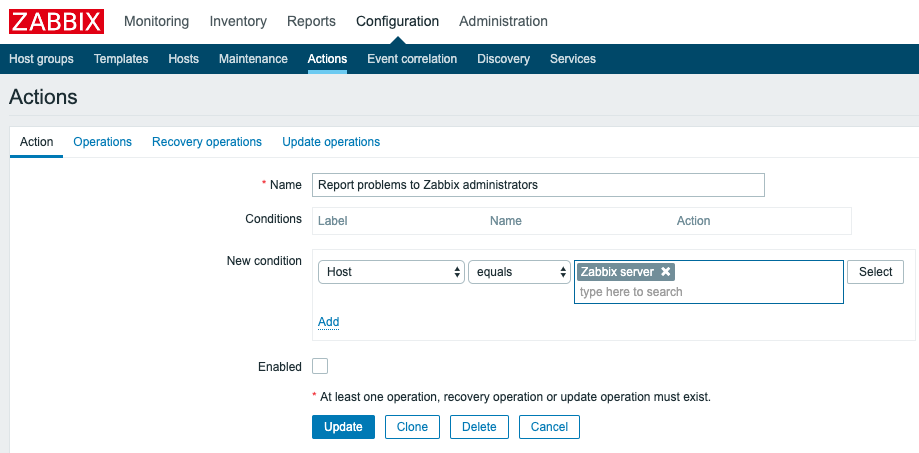 ZABBIX Monitoring Inventory Reports Configuration Administration
Host groups Templates Hosts Maintenance Actions Event correlation Discovery Services
Actions
Action Operations Recovery operations Update operations
* Name Report problems to Zabbix administrators
Conditions Label Name Action
New condition Host equals Zabbix server ✖ Select
type here to search
Add
Enabled
* At least one operation, recovery operation or update operation must exist.
Update Clone Delete Cancel